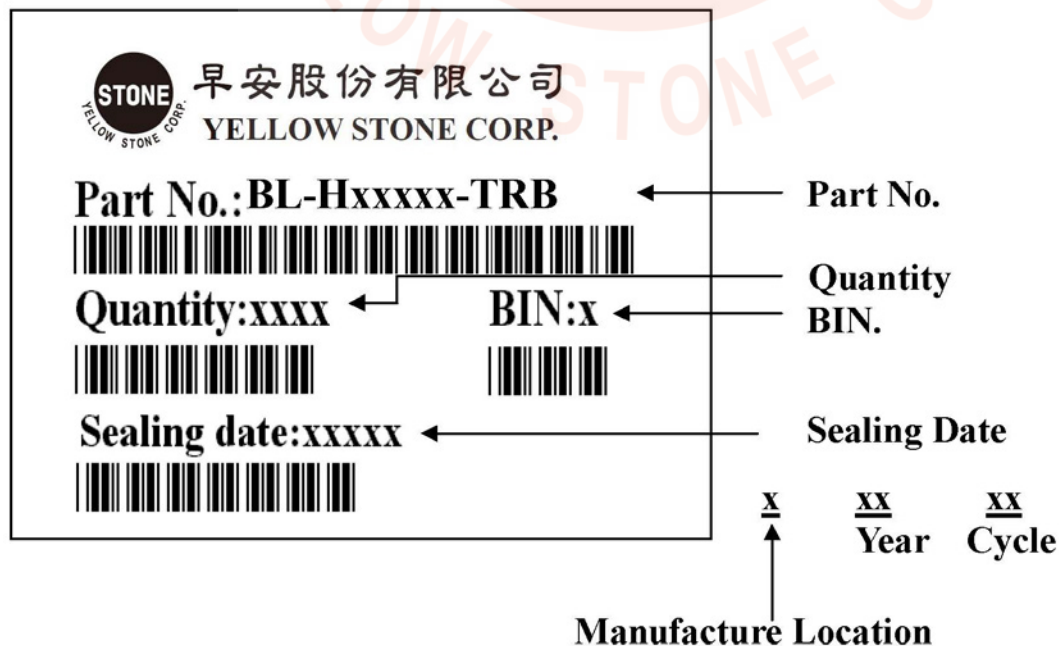 STONE
YELLOW STONE CORP.
早安股份有限公司
YELLOW STONE CORP.
Part No.:BL-Hxxxxx-TRB
Part No.
Quantity:xxxx
BIN:x
Quantity
BIN.
Sealing date:xxxxx
Sealing Date
x xx xx
Year Cycle
Manufacture Location
OW STONE